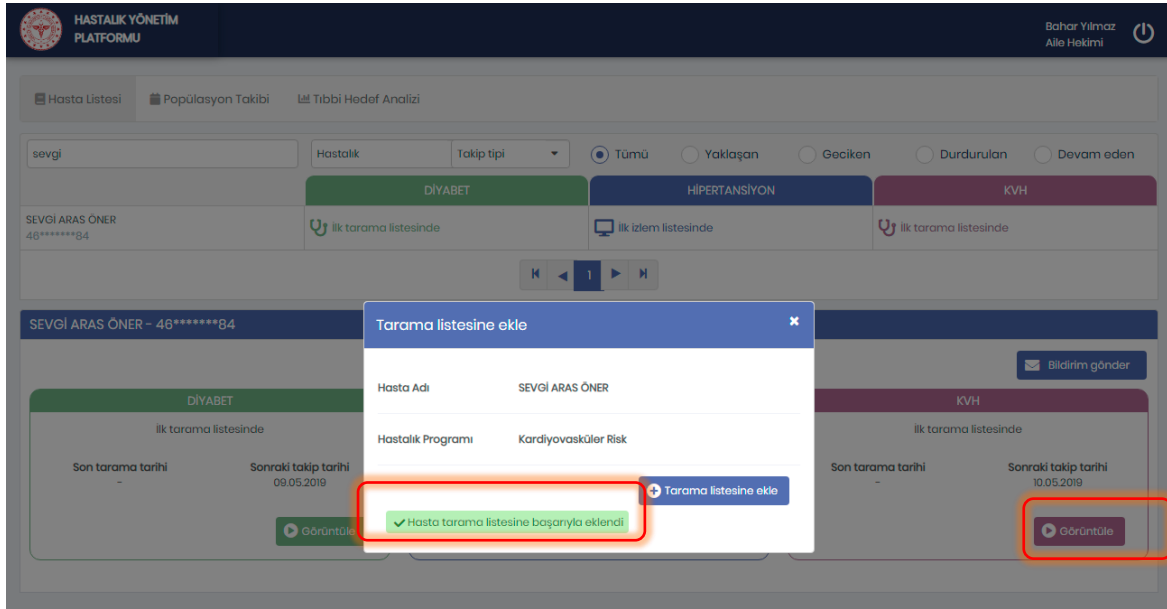 HASTALIK YÖNETİM
PLATFORMU
Bahar Yılmaz
Aile Hekimi
Hasta Listesi Popülasyon Takibi Tıbbi Hedef Analizi
sevgi Hastalık Takip tipi Tümü Yaklaşan Geciken Durdurulan Devam eden
DİYABET HİPERTANSİYON KVH
SEVGİ ARAS ÖNER
46*******84
İlk tarama listesinde İlk izlem listesinde İlk tarama listesinde
1
SEVGİ ARAS ÖNER - 46*******84
Bildirim gönder
DİYABET
İlk tarama listesinde
Son tarama tarihi Sonraki takip tarihi
- 09.05.2019
Görüntüle
Tarama listesine ekle
Hasta Adı SEVGİ ARAS ÖNER
Hastalık Programı Kardiyovasküler Risk
Tarama listesine ekle
Hasta tarama listesine başarıyla eklendi
KVH
İlk tarama listesinde
Son tarama tarihi Sonraki takip tarihi
- 10.05.2019
Görüntüle